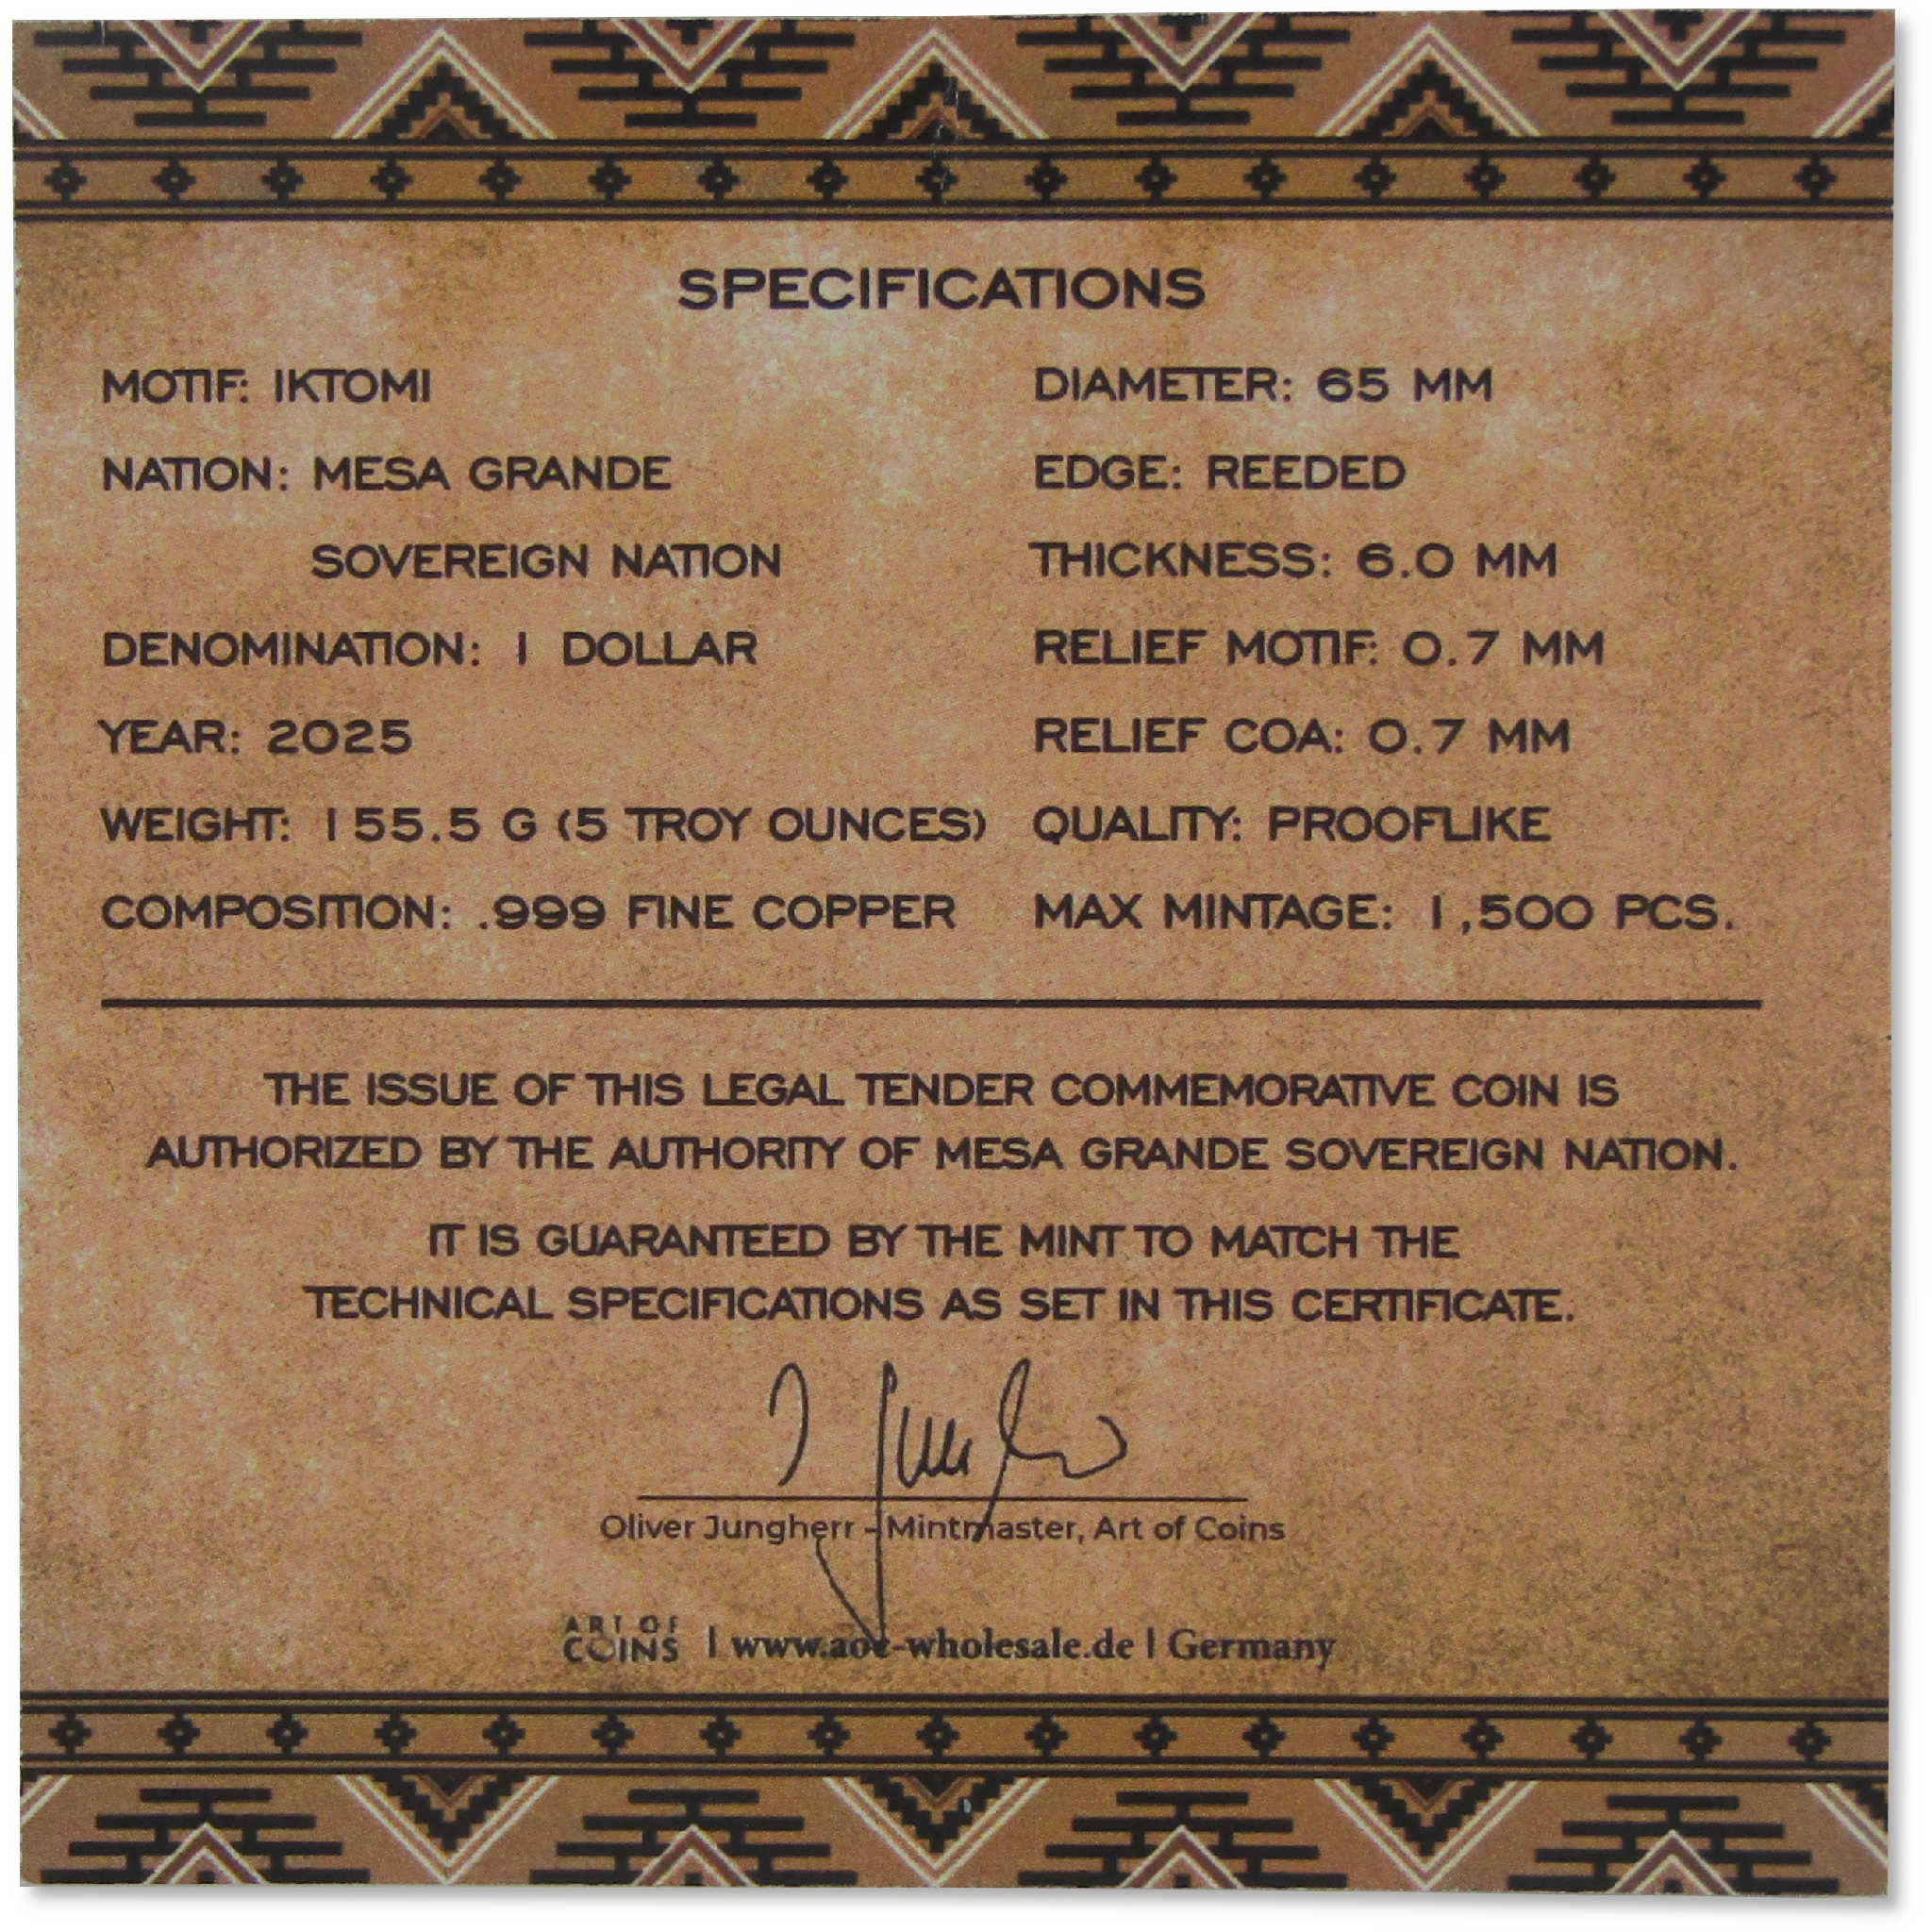 SPECIFICATIONS
MOTIF: IKTOMI
NATION: MESA GRANDE
SOVEREIGN NATION
DENOMINATION: 1 DOLLAR
YEAR: 2025
WEIGHT: 155.5 G (5 TROY OUNCES)
COMPOSITION: .999 FINE COPPER
DIAMETER: 65 MM
EDGE: REEDED
THICKNESS: 6.0 MM
RELIEF MOTIF: 0.7 MM
RELIEF COA: 0.7 MM
QUALITY: PROOFLIKE
MAX MINTAGE: 1,500 PCS.
THE ISSUE OF THIS LEGAL TENDER COMMEMORATIVE COIN IS
AUTHORIZED BY THE AUTHORITY OF MESA GRANDE SOVEREIGN NATION.
IT IS GUARANTEED BY THE MINT TO MATCH THE
TECHNICAL SPECIFICATIONS AS SET IN THIS CERTIFICATE.
Oliver Jungherr - Mintmaster, Art of Coins
ART OF COINS | www.aoc-wholesale.de | Germany